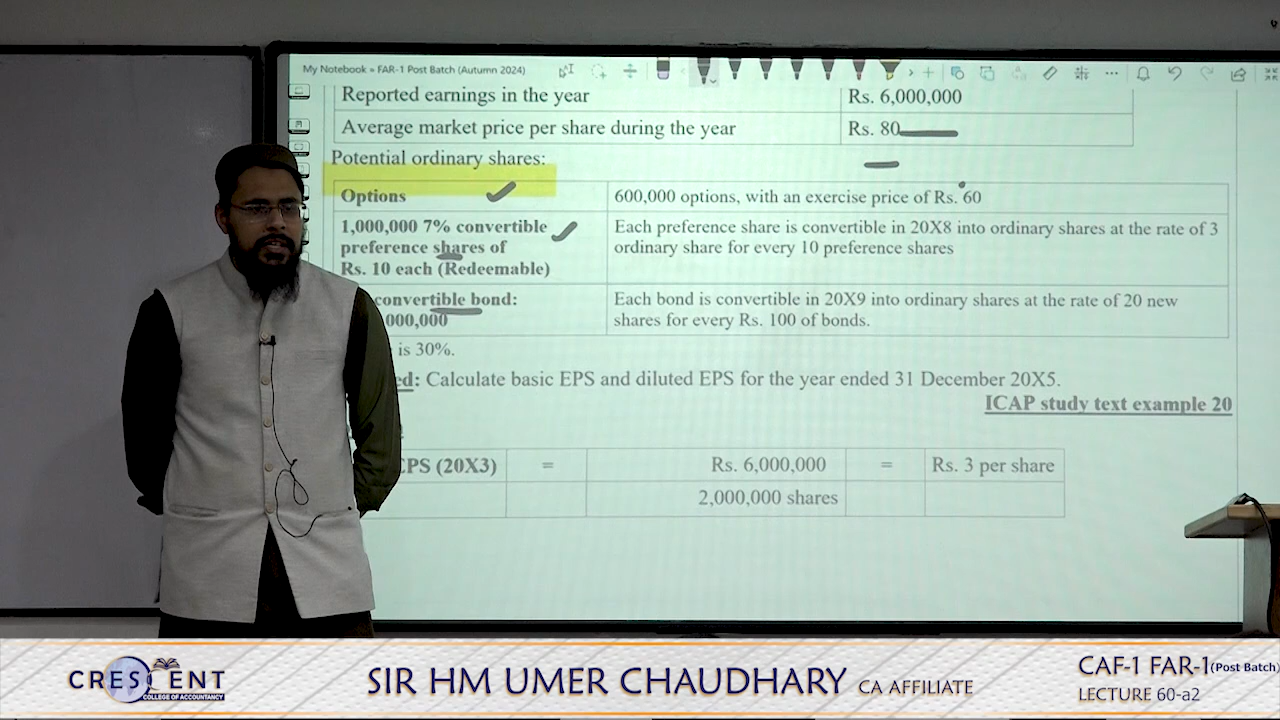 My Notebook » FAR-1 Post Batch (Autumn 2024)
Reported earnings in the year Rs. 6,000,000
Average market price per share during the year Rs. 80
Potential ordinary shares:
Options 600,000 options, with an exercise price of Rs. 60
1,000,000 7% convertible Each preference share is convertible in 20X8 into ordinary shares at the rate of 3
preference shares of ordinary share for every 10 preference shares
Rs. 10 each (Redeemable)
convertible bond: Each bond is convertible in 20X9 into ordinary shares at the rate of 20 new
000,000 shares for every Rs. 100 of bonds.
is 30%.
ed: Calculate basic EPS and diluted EPS for the year ended 31 December 20X5.
ICAP study text example 20
EPS (20X3) = Rs. 6,000,000 = Rs. 3 per share
2,000,000 shares
CRESCENT
COLLEGE OF ACCOUNTANCY
SIR HM UMER CHAUDHARY CA AFFILIATE
CAF-1 FAR-1(Post Batch)
LECTURE 60-a2